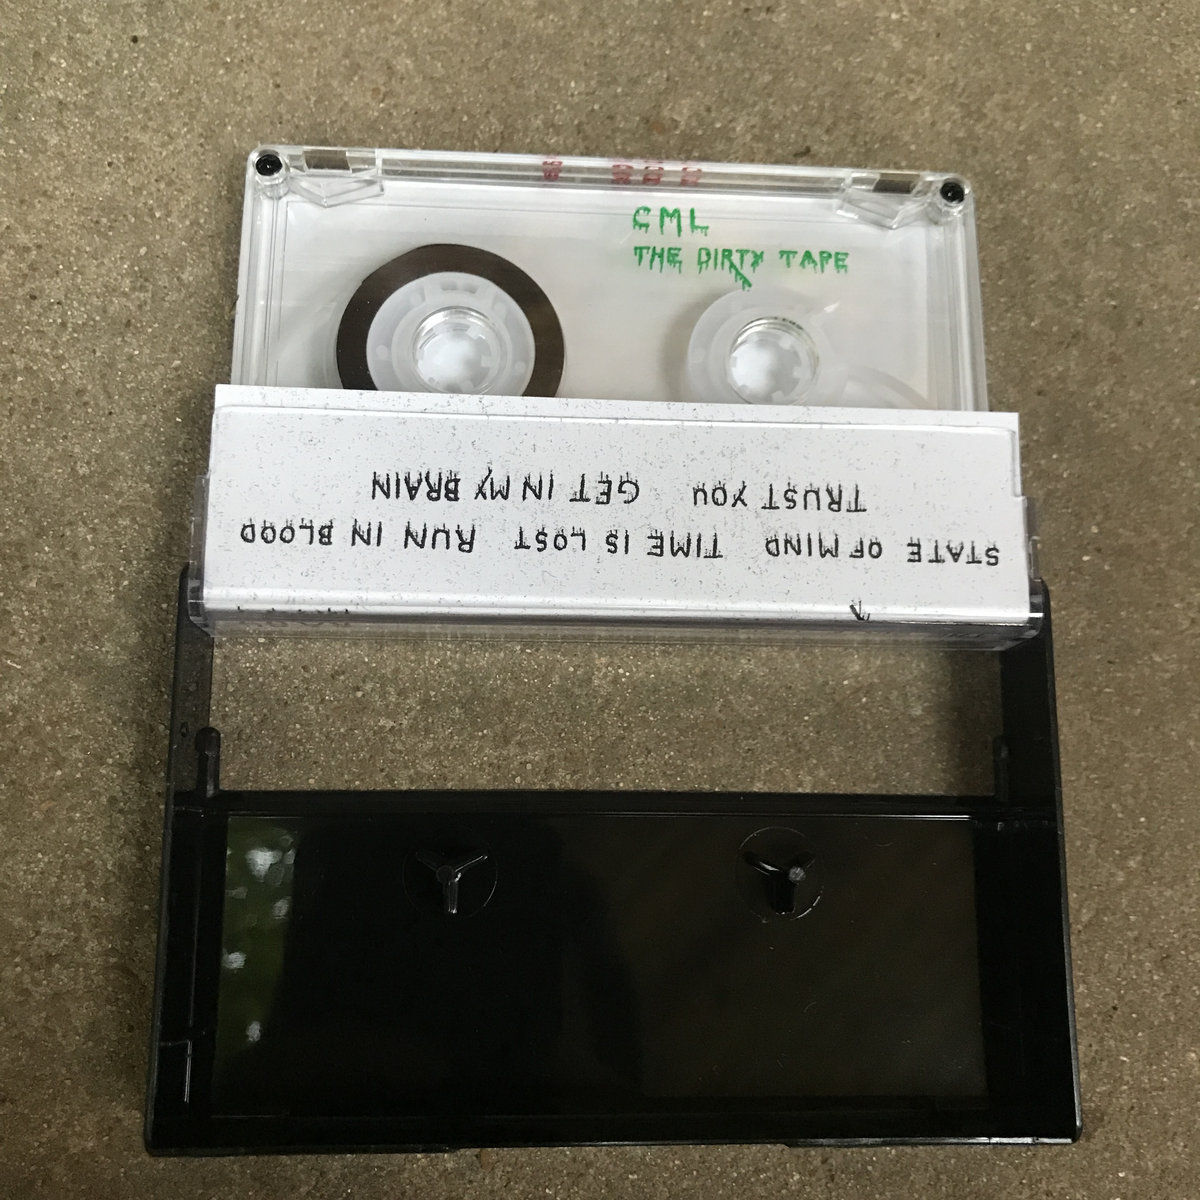 CML
THE DIRTY TAPE
STATE OF MIND TIME IS LOST RUN IN BLOOD
TRUST YOU GET IN MY BRAIN